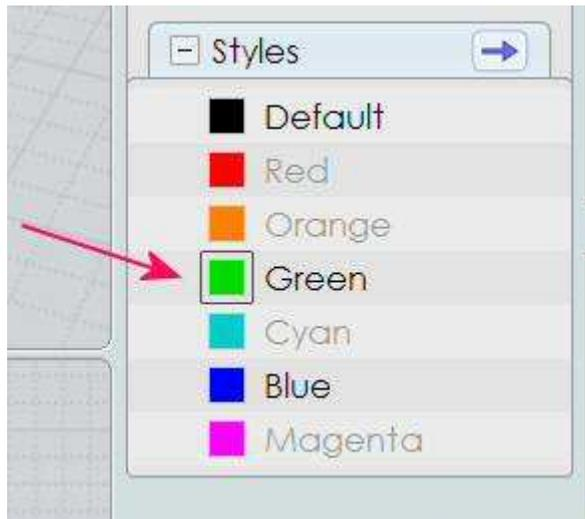 Styles
Default
Red
Orange
Green
Cyan
Blue
Magenta